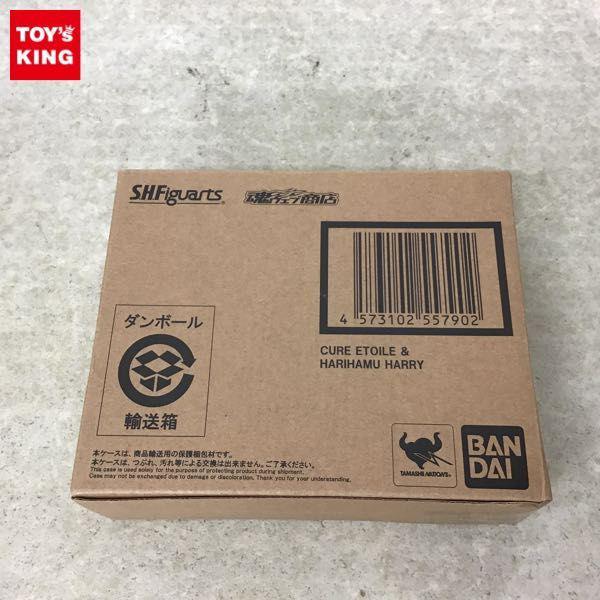 TOY's
KING
S.H.Figuarts
魂ウェブ商店
4 573102 557902
CURE ETOILE &
HARIHAMU HARRY
ダンボール
輸送箱
本ケースは、商品輸送用の保護梱包材です。
本ケースは、つぶれ、汚れ等による交換は出来ません。ご了承ください。
This case is used solely for the purpose of protecting product during shipment.
Case may not be exchanged due to damage or discoloration. Thank you for your understanding.
TAMASHII NATIONS
BAN
DAI